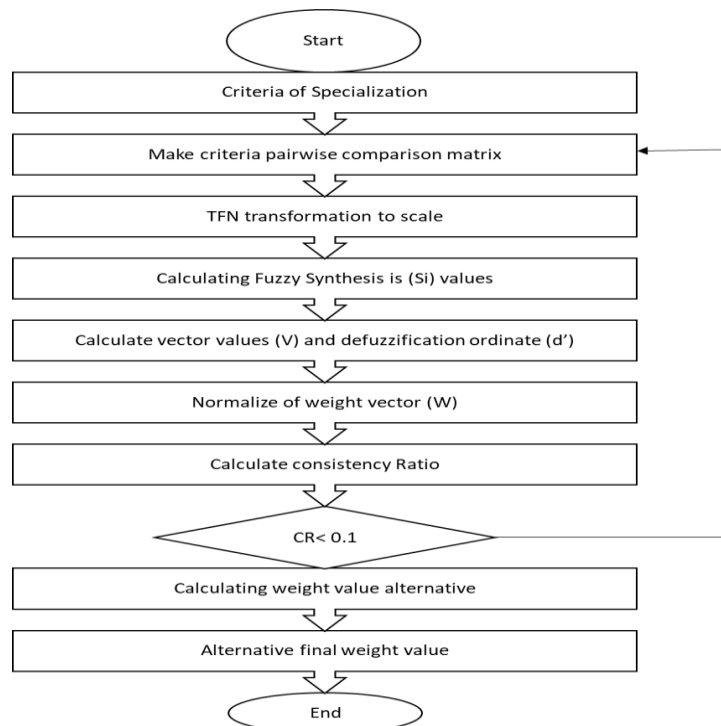 Start
Criteria of Specialization
Make criteria pairwise comparison matrix
TFN transformation to scale
Calculating Fuzzy Synthesis is (Si) values
Calculate vector values (V) and defuzzification ordinate (d’)
Normalize of weight vector (W)
Calculate consistency Ratio
CR< 0.1
Calculating weight value alternative
Alternative final weight value
End